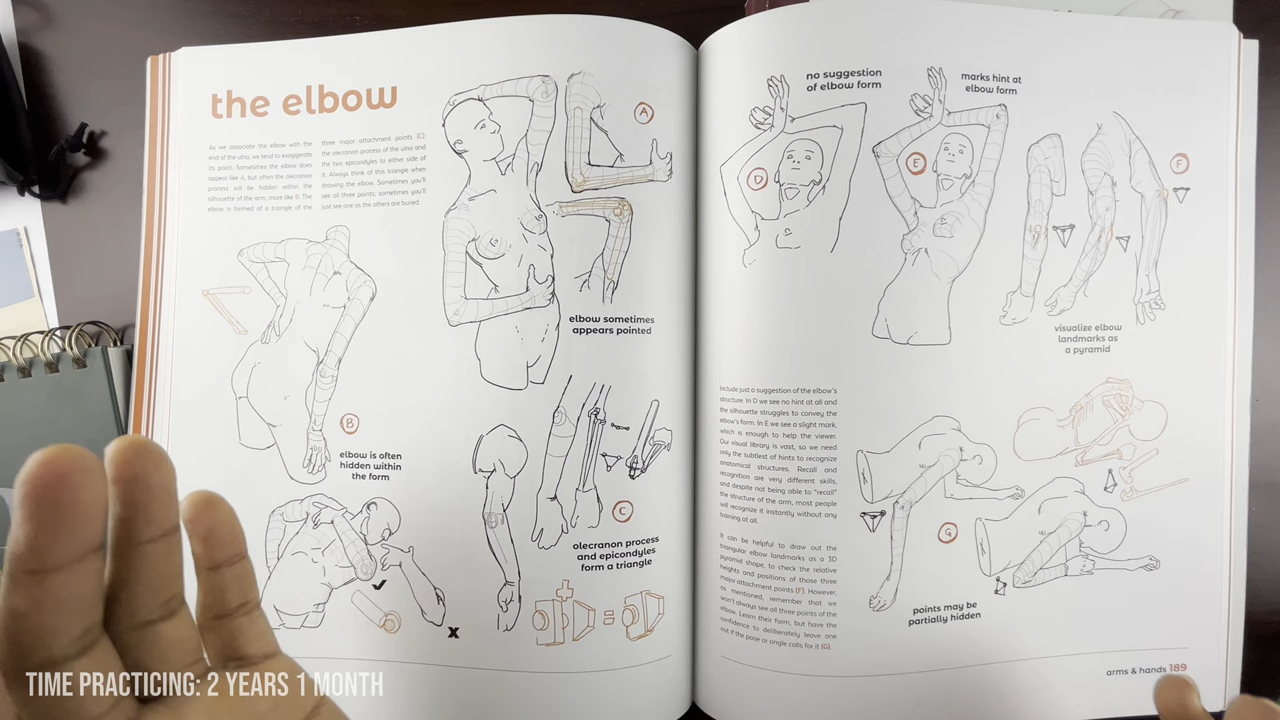 the elbow
As we associate the elbow with the
end of the ulna, we tend to exaggerate
its point. Sometimes the elbow does
appear like A, but often the olecranon
process will be hidden within the
silhouette of the arm, more like B. The
elbow is formed of a triangle of the
three major attachment points (C):
the olecranon process of the ulna and
the two epicondyles to either side of
it. Always think of this triangle when
drawing the elbow. Sometimes you'll
see all three points; sometimes you'll
just see one as the others are buried.
A
elbow sometimes
appears pointed
B
elbow is often
hidden within
the form
C
olecranon process
and epicondyles
form a triangle
X
no suggestion
of elbow form
D
marks hint at
elbow form
E
F
visualize elbow
landmarks as
a pyramid
Include just a suggestion of the elbow's
structure. In D we see no hint at all and
the silhouette struggles to convey the
elbow's form. In E we see a slight mark,
which is enough to help the viewer.
Our visual library is vast, so we need
only the subtlest of hints to recognize
anatomical structures. Recall and
recognition are very different skills,
and despite not being able to "recall"
the structure of the arm, most people
will recognize it instantly without any
training at all.
It can be helpful to draw out the
triangular elbow landmarks as a 3D
pyramid shape, to check the relative
heights and positions of those three
major attachment points (F). However,
as mentioned, remember that we
won't always see all three points of the
elbow. Learn their form, but have the
confidence to deliberately leave one
out if the pose or angle calls for it (G).
G
points may be
partially hidden
arms & hands 189
TIME PRACTICING: 2 YEARS 1 MONTH